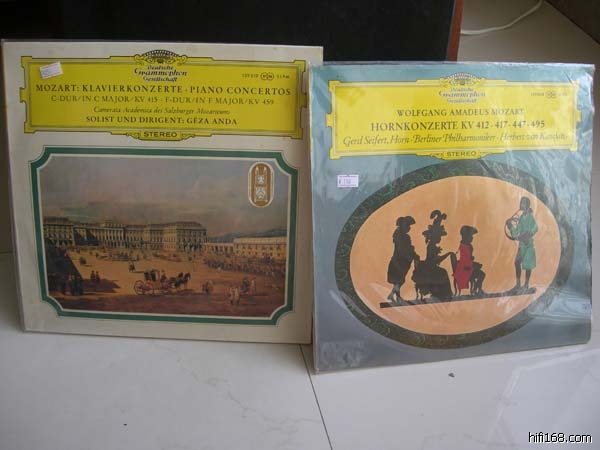 Deutsche
Grammophon
Gesellschaft
MOZART: KLAVIERKONZERTE · PIANO CONCERTOS
C-DUR/IN C MAJOR/KV 415 · F-DUR/IN F MAJOR/KV 459
Camerata Academica des Salzburger Mozarteums
SOLIST UND DIRIGENT: GÉZA ANDA
STEREO
Deutsche
Grammophon
Gesellschaft
WOLFGANG AMADEUS MOZART
HORNKONZERTE KV 412 · 417 · 447 · 495
Gerd Seifert, Horn · Berliner Philharmoniker · Herbert von Karajan
STEREO
hifi168.com